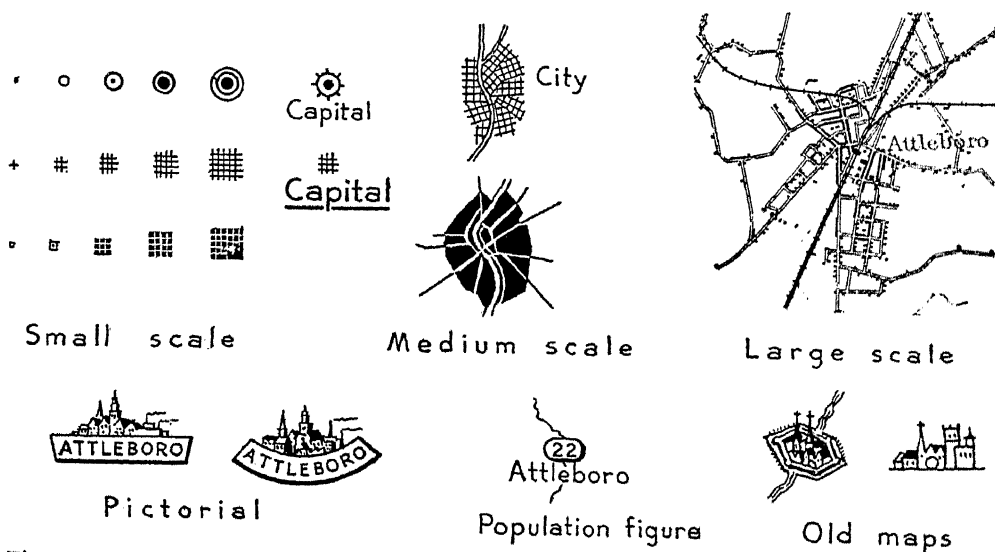 Capital
Capital
Small scale
City
Medium scale
Attleboro
Large scale
ATTLEBORO
ATTLEBORO
Pictorial
22
Attleboro
Population figure
Old maps